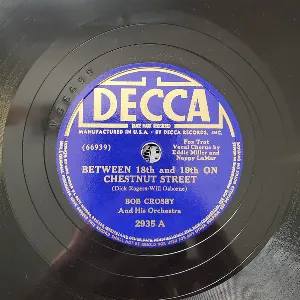 DECCA
MANUFACTURED IN U.S.A. BY DECCA RECORDS, INC.
(66939)
Fox Trot
Vocal Chorus by
Eddie Miller and
Nappy LaMar
BETWEEN 18th and 19th ON
CHESTNUT STREET
(Dick Rogers-Will Osborne)
BOB CROSBY
And His Orchestra
2935 A